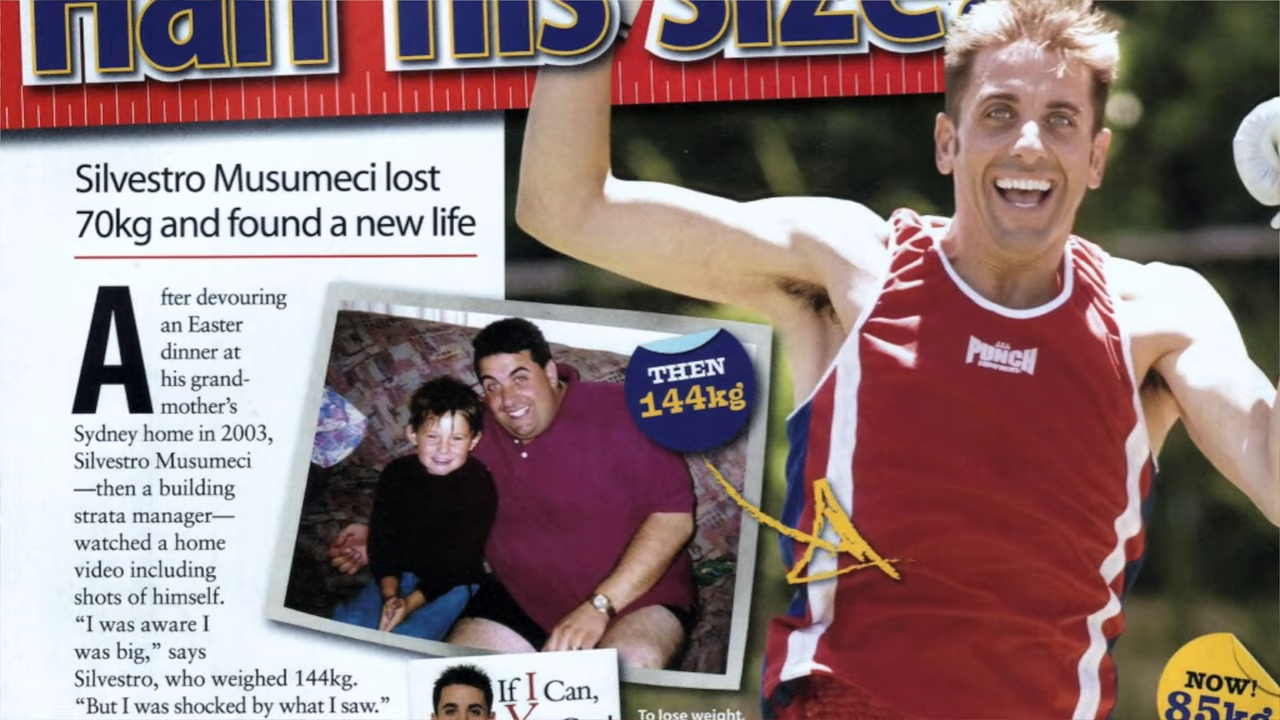 Half his size!
Silvestro Musumeci lost
70kg and found a new life
After devouring
an Easter
dinner at
his grand-
mother's
Sydney home in 2003,
Silvestro Musumeci
—then a building
strata manager—
watched a home
video including
shots of himself.
“I was aware I
was big,” says
Silvestro, who weighed 144kg.
“But I was shocked by what I saw.”
THEN
144kg
PUNCH
If I Can,
To lose weight,
NOW!
85kg